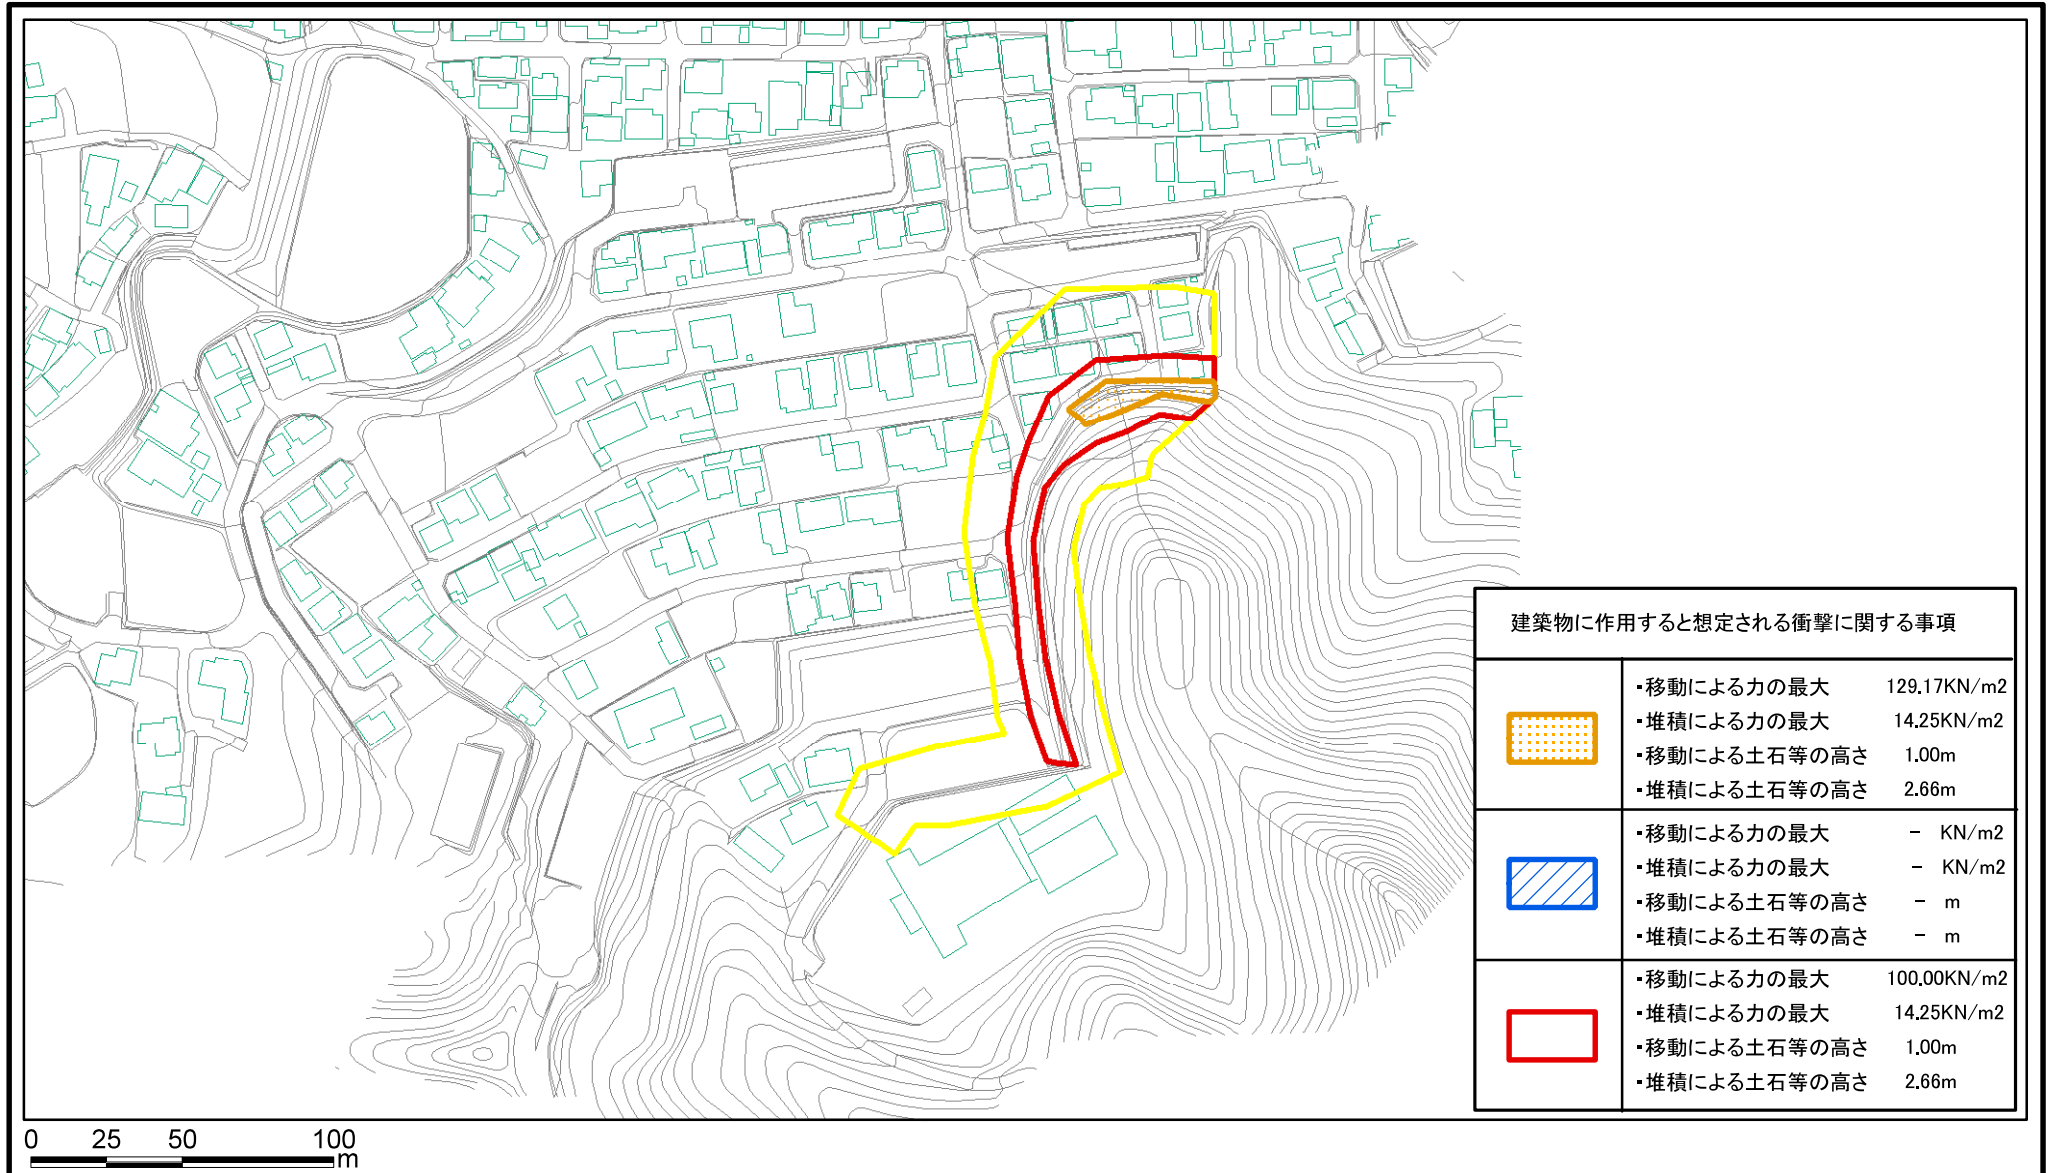 建築物に作用すると想定される衝撃に関する事項
・移動による力の最大 129.17KN/m2
・堆積による力の最大 14.25KN/m2
・移動による土石等の高さ 1.00m
・堆積による土石等の高さ 2.66m
・移動による力の最大 － KN/m2
・堆積による力の最大 － KN/m2
・移動による土石等の高さ － m
・堆積による土石等の高さ － m
・移動による力の最大 100.00KN/m2
・堆積による力の最大 14.25KN/m2
・移動による土石等の高さ 1.00m
・堆積による土石等の高さ 2.66m
0 25 50 100
m